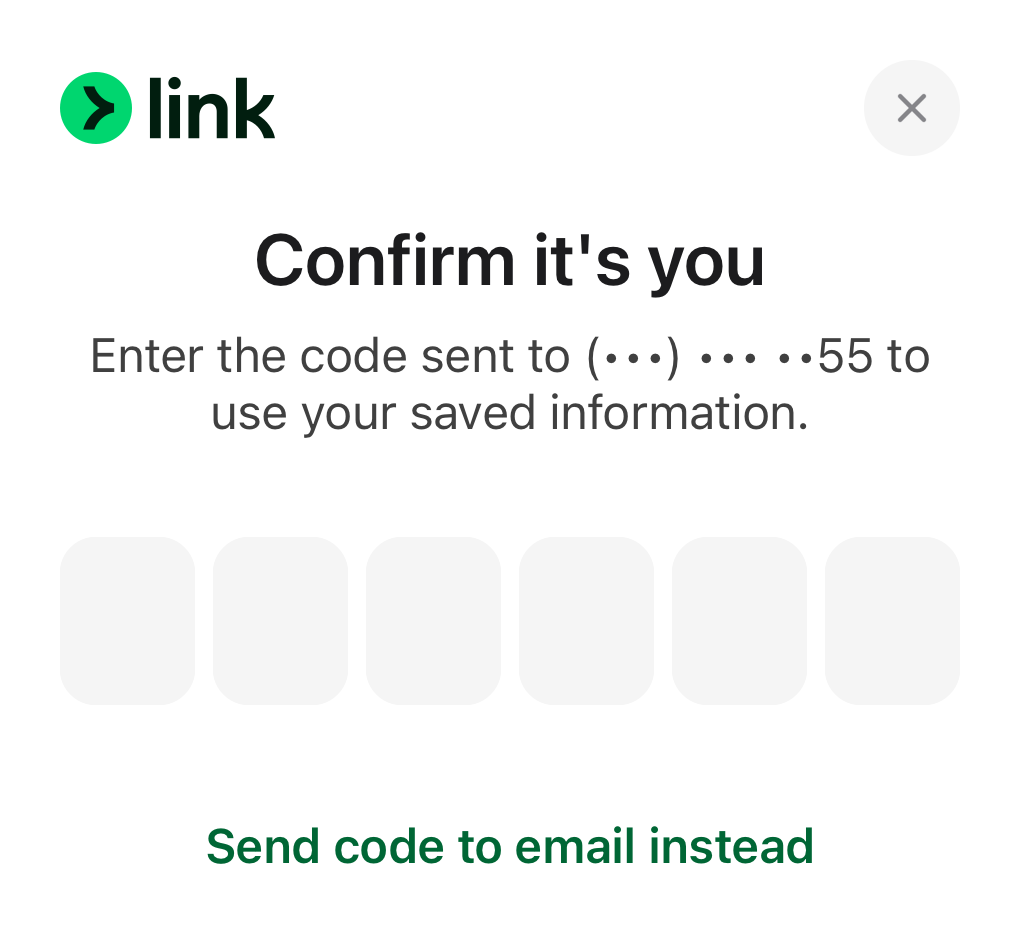 link
Confirm it's you
Enter the code sent to (•••) ••• ••55 to
use your saved information.
Send code to email instead